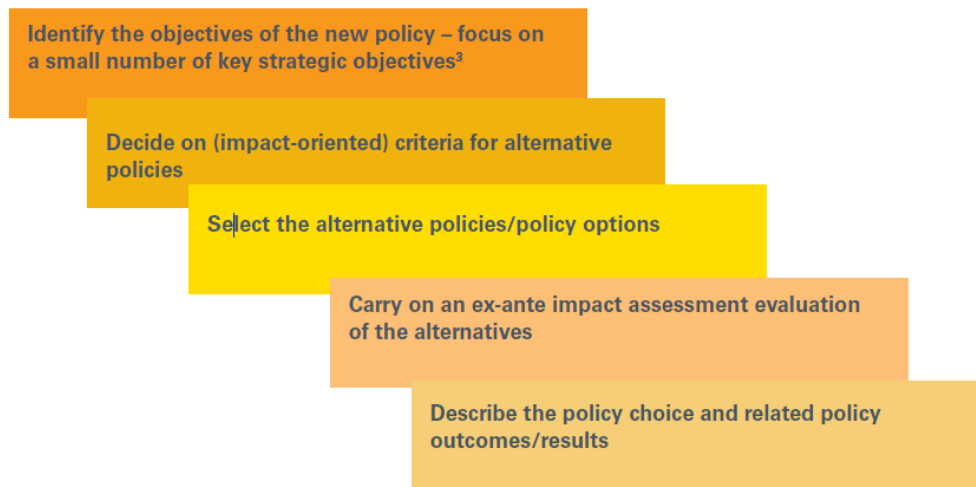 Identify the objectives of the new policy – focus on
a small number of key strategic objectives³
Decide on (impact-oriented) criteria for alternative
policies
Select the alternative policies/policy options
Carry on an ex-ante impact assessment evaluation
of the alternatives
Describe the policy choice and related policy
outcomes/results